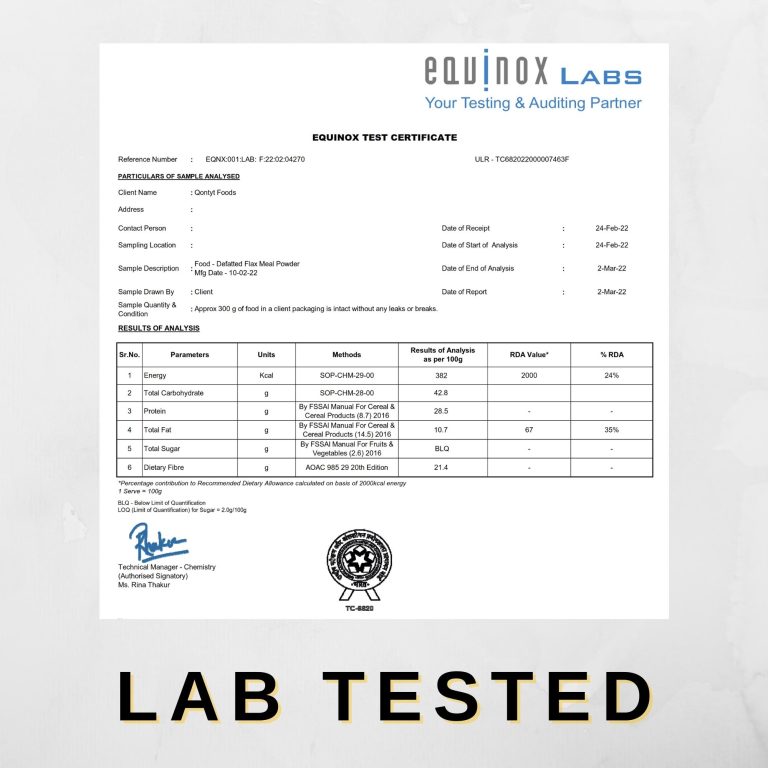 equinox LABS
Your Testing & Auditing Partner
EQUINOX TEST CERTIFICATE
Reference Number : EQNX:001:LAB: F:22:02:04270 ULR - TC682022000007463F
PARTICULARS OF SAMPLE ANALYSED
Client Name : Qontyt Foods
Address :
Contact Person : Date of Receipt : 24-Feb-22
Sampling Location : Date of Start of Analysis : 24-Feb-22
Sample Description : Food - Defatted Flax Meal Powder
Mfg Date - 10-02-22 Date of End of Analysis : 2-Mar-22
Sample Drawn By : Client Date of Report : 2-Mar-22
Sample Quantity &
Condition : Approx 300 g of food in a client packaging is intact without any leaks or breaks.
RESULTS OF ANALYSIS
Sr.No. Parameters Units Methods Results of Analysis as per 100g RDA Value* % RDA
1 Energy Kcal SOP-CHM-29-00 382 2000 24%
2 Total Carbohydrate g SOP-CHM-28-00 42.8
3 Protein g By FSSAI Manual For Cereal & Cereal Products (8.7) 2016 28.5 - -
4 Total Fat g By FSSAI Manual For Cereal & Cereal Products (14.5) 2016 10.7 67 35%
5 Total Sugar g By FSSAI Manual For Fruits & Vegetables (2.6) 2016 BLQ - -
6 Dietary Fibre g AOAC 985 29 20th Edition 21.4 - -
*Percentage contribution to Recommended Dietary Allowance calculated on basis of 2000kcal energy
1 Serve = 100g
BLQ - Below Limit of Quantification
LOQ (Limit of Quantification) for Sugar = 2.0g/100g
RThakur
Technical Manager - Chemistry
(Authorised Signatory)
Ms. Rina Thakur
TC-6820
LAB TESTED